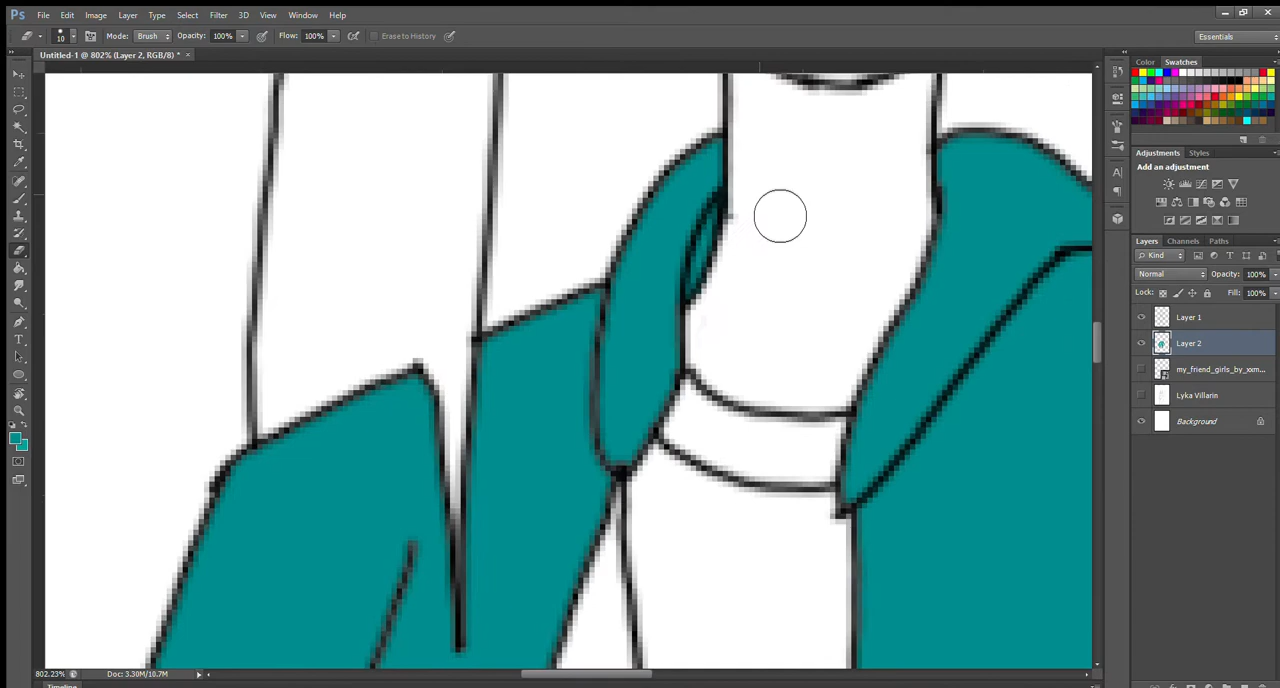 Ps File Edit Image Layer Type Select Filter 3D View Window Help
10 Mode: Brush Opacity: 100% Flow: 100% Erase to History Essentials
Untitled-1 @ 802% (Layer 2, RGB/8) * ×
Color Swatches
Adjustments Styles
Add an adjustment
Layers Channels Paths
Kind
Normal Opacity: 100%
Lock: Fill: 100%
Layer 1
Layer 2
my_friend_girls_by_xxm...
Lyka Villarin
Background
802.23% Doc: 3.30M/10.7M
Timeline